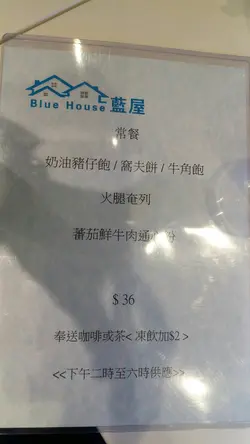 Blue House 藍屋
常餐
奶油豬仔飽 / 窩夫餅 / 牛角飽
火腿奄列
蕃茄鮮牛肉通心粉
$ 36
奉送咖啡或茶< 凍飲加$2 >
<<下午二時至六時供應>>